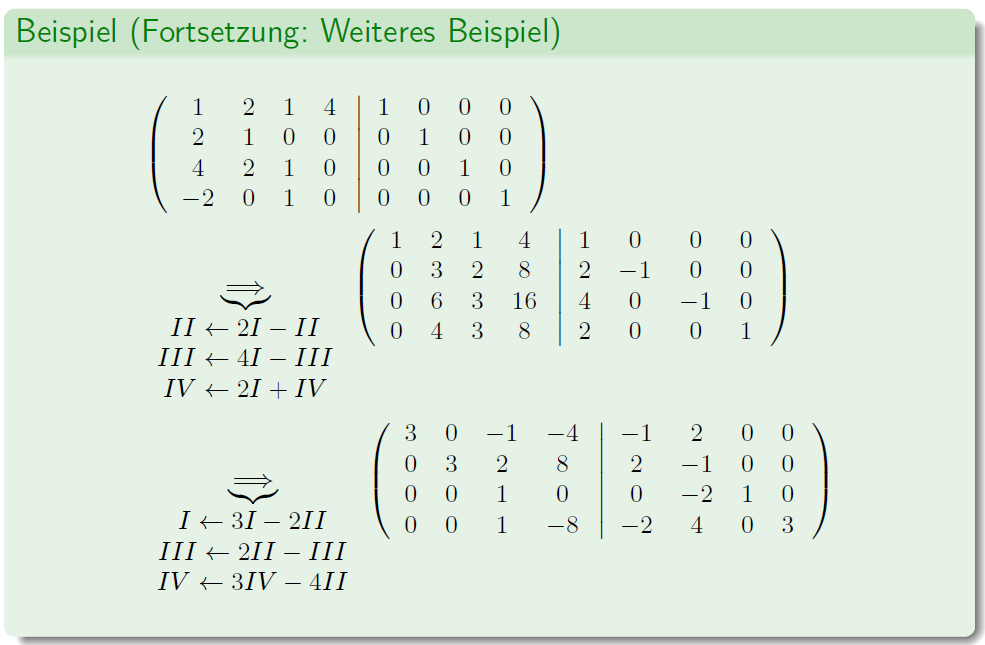 Beispiel (Fortsetzung: Weiteres Beispiel)
1 2 1 4 | 1 0 0 0
2 1 0 0 | 0 1 0 0
4 2 1 0 | 0 0 1 0
−2 0 1 0 | 0 0 0 1
1 2 1 4 | 1 0 0 0
0 3 2 8 | 2 −1 0 0
0 6 3 16 | 4 0 −1 0
0 4 3 8 | 2 0 0 1
⟹
II ← 2I − II
III ← 4I − III
IV ← 2I + IV
3 0 −1 −4 | −1 2 0 0
0 3 2 8 | 2 −1 0 0
0 0 1 0 | 0 −2 1 0
0 0 1 −8 | −2 4 0 3
⟹
I ← 3I − 2II
III ← 2II − III
IV ← 3IV − 4II